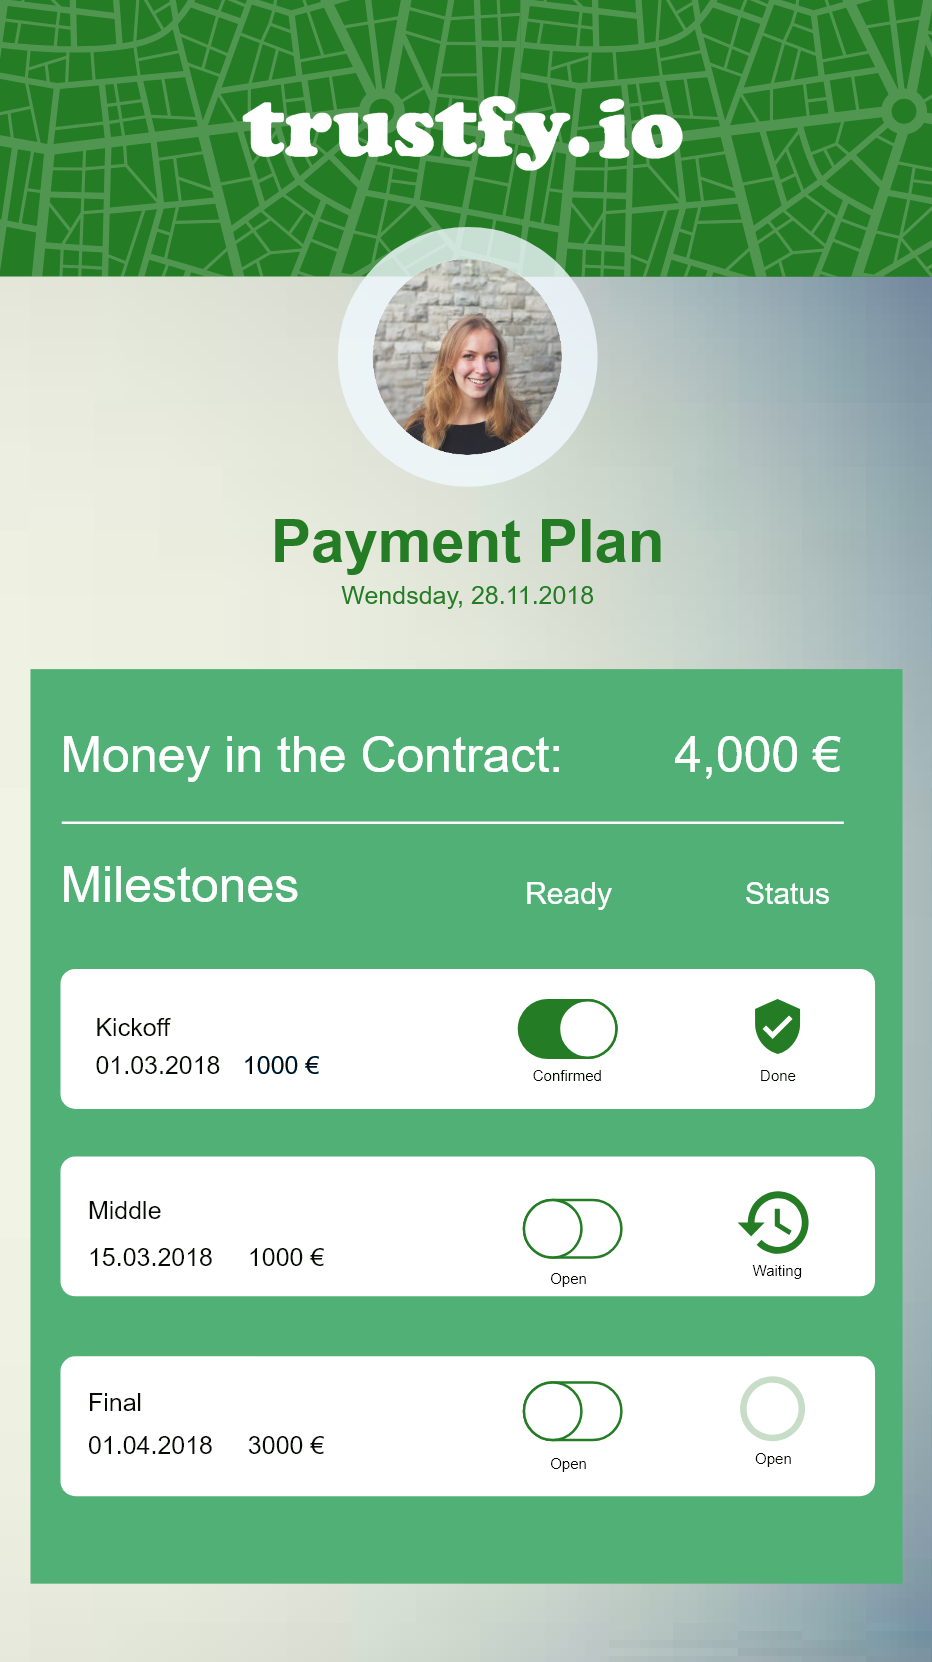 trustfy.io
Payment Plan
Wendsday, 28.11.2018
Money in the Contract: 4,000 €
Milestones Ready Status
Kickoff
01.03.2018 1000 €
Confirmed Done
Middle
15.03.2018 1000 €
Open Waiting
Final
01.04.2018 3000 €
Open Open